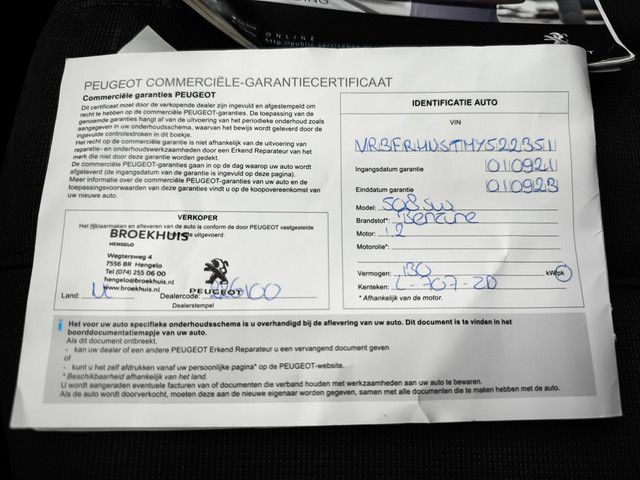 ONLINE
PEUGEOT
PEUGEOT COMMERCIËLE-GARANTIECERTIFICAAT
Commerciële garanties PEUGEOT
Dit certificaat moet door de verkopende dealer zijn ingevuld en afgestempeld om
recht te hebben op de commerciële PEUGEOT-garanties. De toepassing van de
genoemde garanties hangt af van de uitvoering van het periodieke onderhoud zoals
aangegeven in uw onderhoudsschema, waarvan het bewijs wordt geleverd door de
ingevulde controlestroken in dit boekje.
Het recht op de commerciële garantie is niet afhankelijk van de uitvoering van
reparatie- en onderhoudswerkzaamheden door een Erkend Reparateur van het
merk die niet door deze garantie worden gedekt.
De commerciële PEUGEOT-garanties gaan in op de dag waarop uw auto wordt
afgeleverd (de ingangsdatum van de garantie is ingevuld op deze pagina).
Meer informatie over de commerciële PEUGEOT-garanties van uw auto en de
toepassingsvoorwaarden van deze garanties vindt u op de koopovereenkomst van
uw nieuwe auto.
VERKOPER
Het rijklaarmaken en afleveren van de auto is conform de door PEUGEOT vastgestelde
uitgevoerd.
BROEKHUIS
HENGELO
Wegtersweg 4
7556 BR Hengelo
Tel (074) 255 06 00
hengelo@broekhuis.nl
www.broekhuis.nl
PEUGEOT
Land:
Dealercode:
Dealerstempel
IDENTIFICATIE AUTO
VIN
Ingangsdatum garantie 010921
Einddatum garantie 010923
Model: 508 SW
Brandstof*: Benzine
Motor: 1.2
Motorolie*:
Vermogen: 130 kW/pk
Kenteken: L-707-ZD
* Afhankelijk van de motor.
i Het voor uw auto specifieke onderhoudsschema is u overhandigd bij de aflevering van uw auto. Dit document is te vinden in het
boorddocumentatiemapje van uw auto.
Als dit document ontbreekt,
- kan uw dealer of een andere PEUGEOT Erkend Reparateur u een vervangend document geven
of
- kunt u het zelf afdrukken vanaf uw persoonlijke pagina* op de PEUGEOT-website.
* Beschikbaarheid afhankelijk van het land.
U wordt aangeraden eventuele facturen van of documenten die verband houden met werkzaamheden aan uw auto te bewaren.
Als de auto wordt doorverkocht, moeten deze aan de nieuwe eigenaar worden gegeven, samen met alle documenten die te maken hebben met de auto.